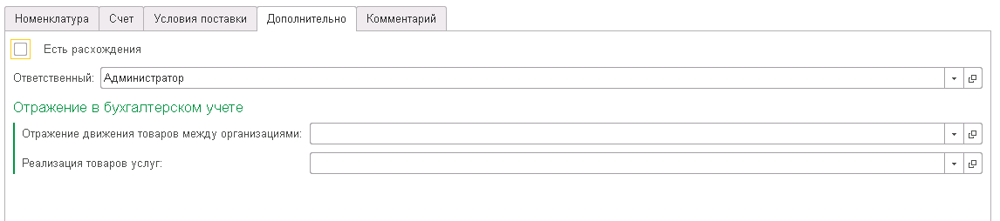 Номенклатура Счет Условия поставки Дополнительно Комментарий
Есть расхождения
Ответственный: Администратор
Отражение в бухгалтерском учете
Отражение движения товаров между организациями:
Реализация товаров услуг: